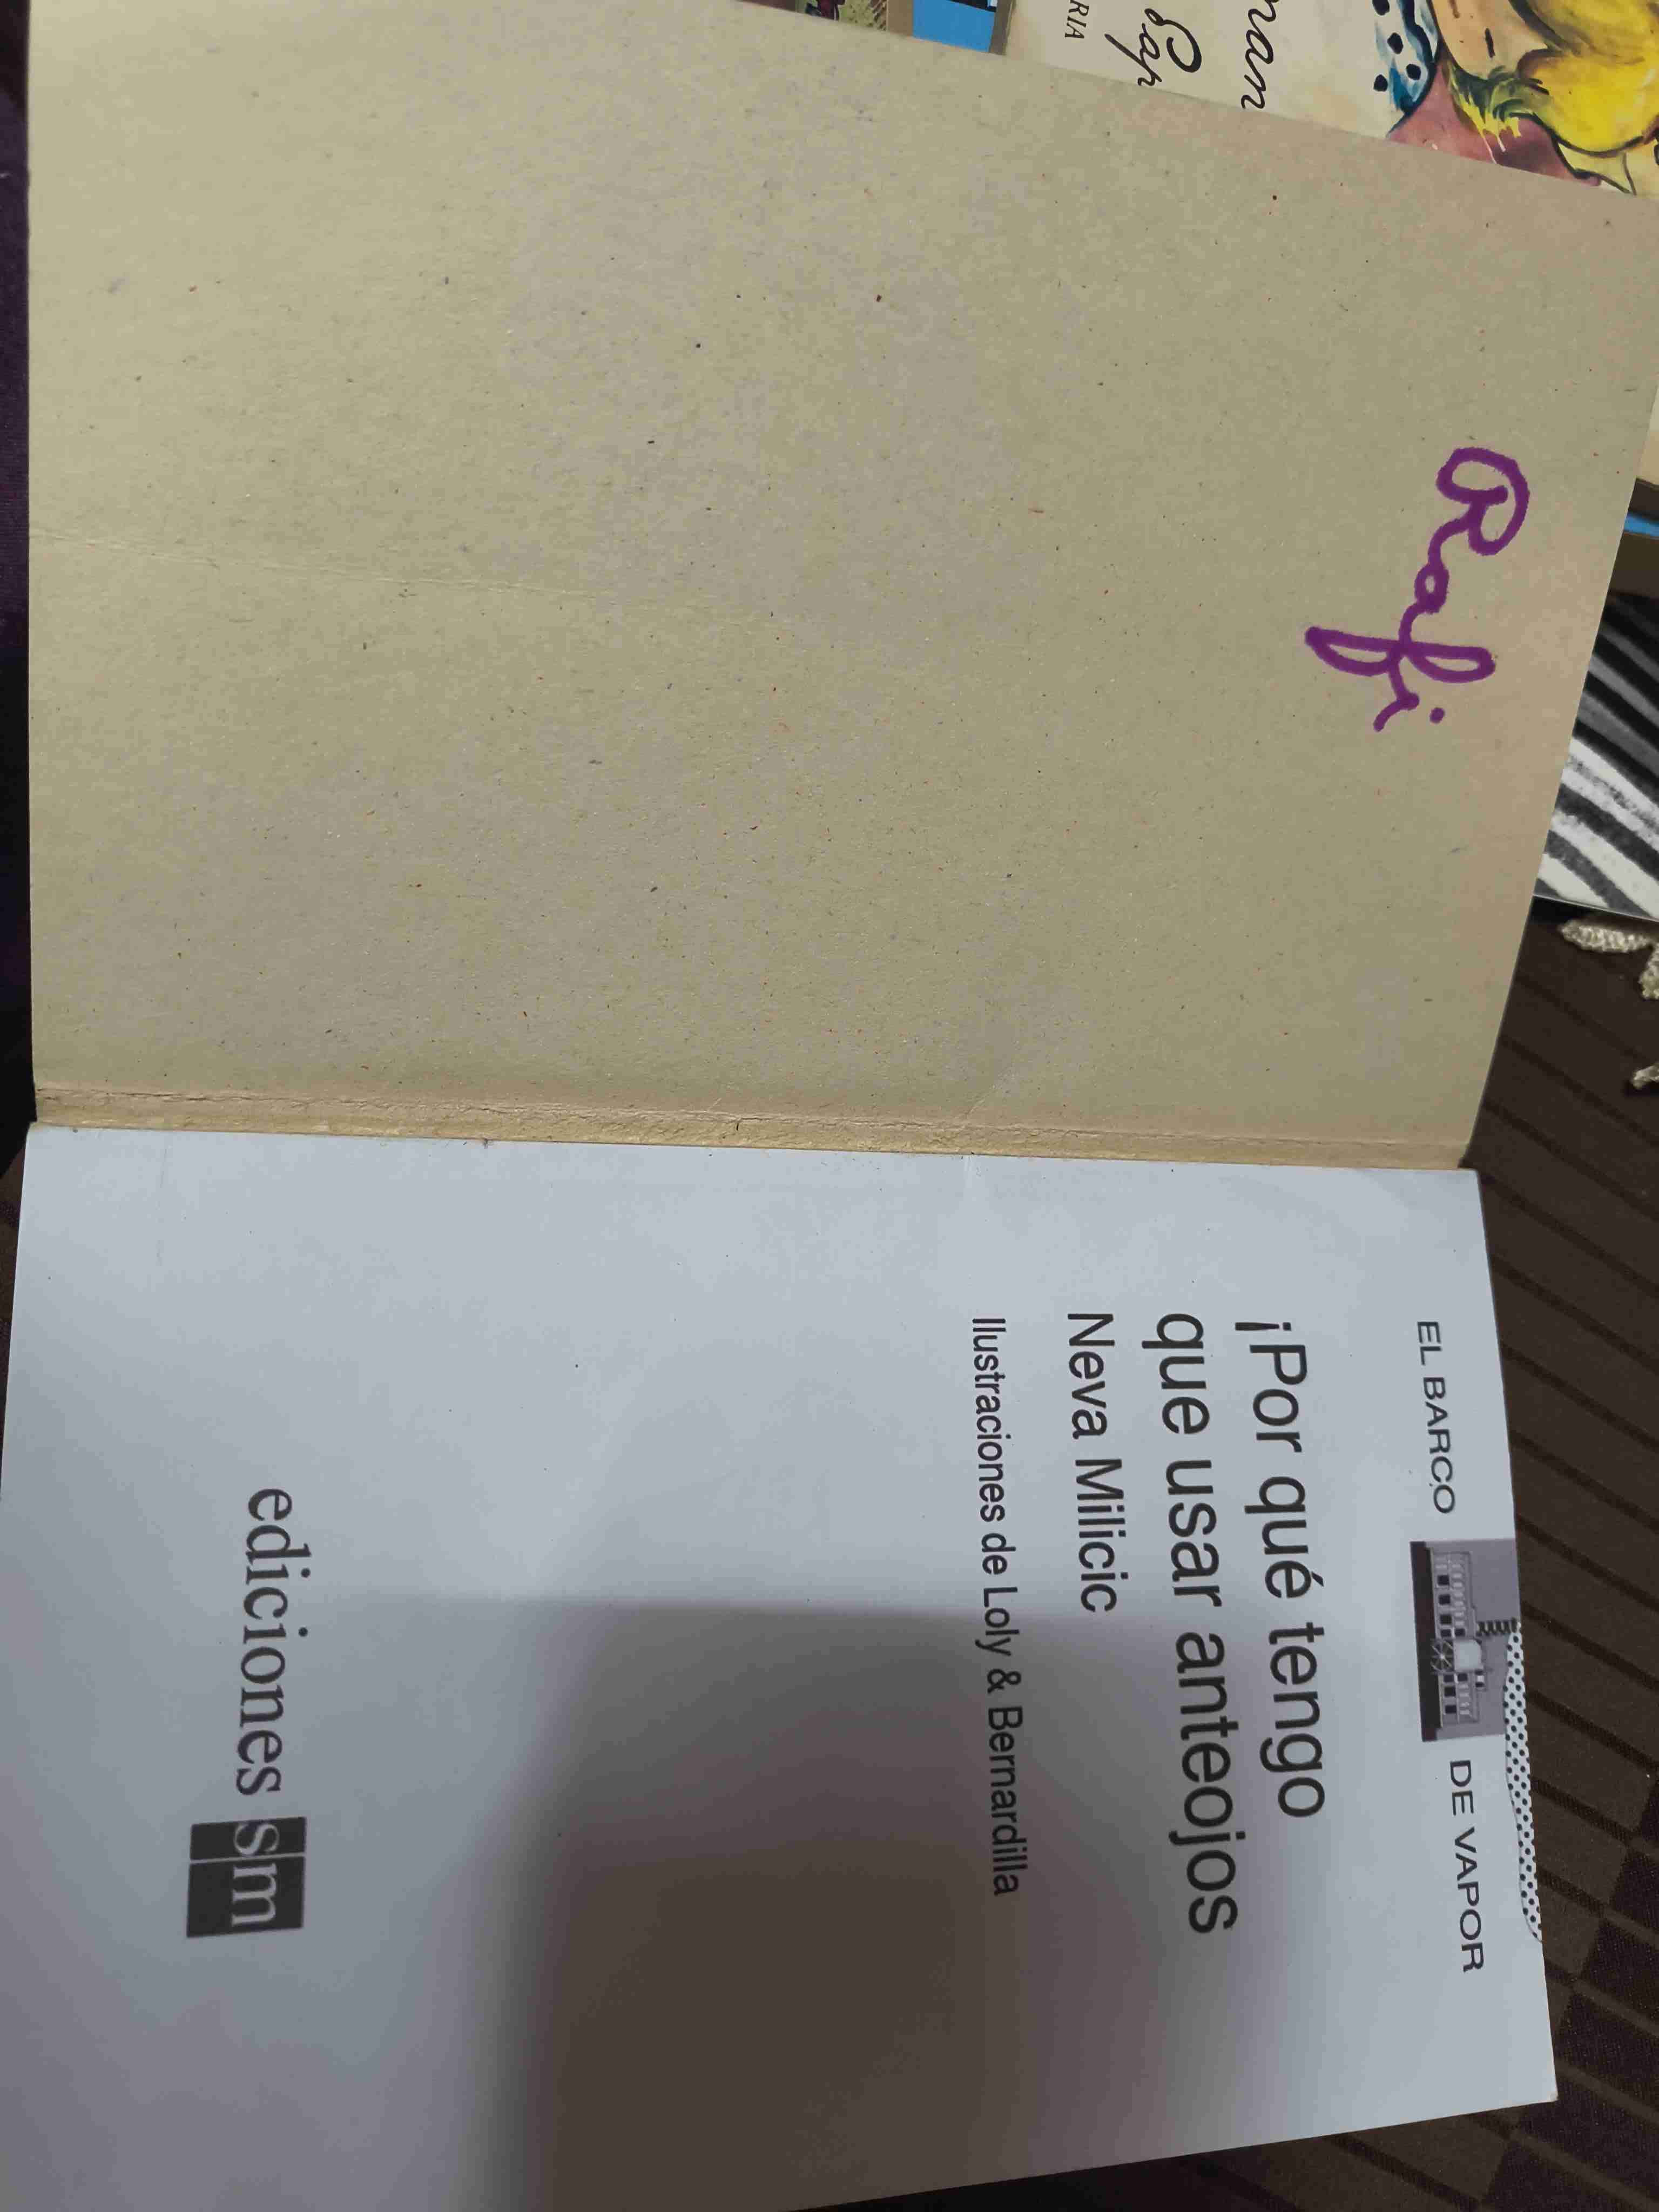 Rafi
EL BARCO DE VAPOR
¡Por qué tengo
que usar anteojos
Neva Milicic
Ilustraciones de Loly & Bernardilla
ediciones sm